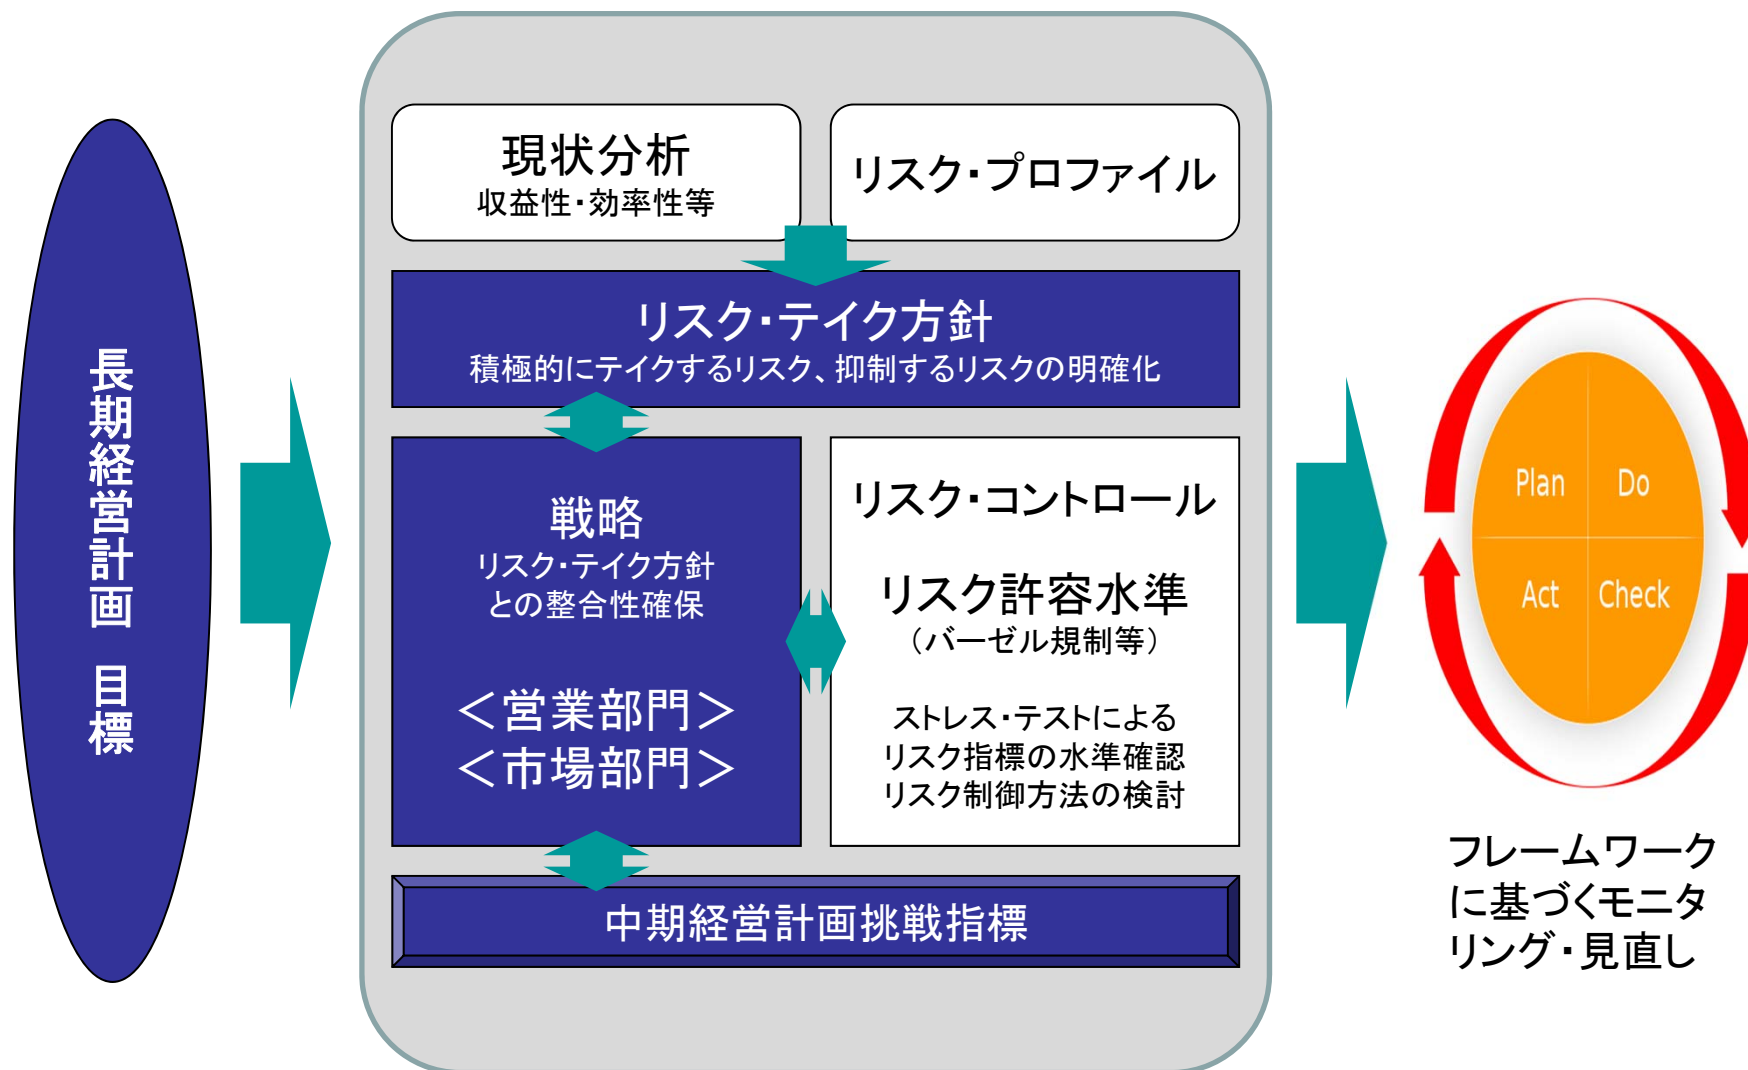 長期経営計画　目標
現状分析
収益性・効率性等
リスク・プロファイル
リスク・テイク方針
積極的にテイクするリスク、抑制するリスクの明確化
戦略
リスク・テイク方針
との整合性確保
＜営業部門＞
＜市場部門＞
リスク・コントロール
リスク許容水準
（バーゼル規制等）
ストレス・テストによる
リスク指標の水準確認
リスク制御方法の検討
中期経営計画挑戦指標
Plan
Do
Act
Check
フレームワーク
に基づくモニタ
リング・見直し